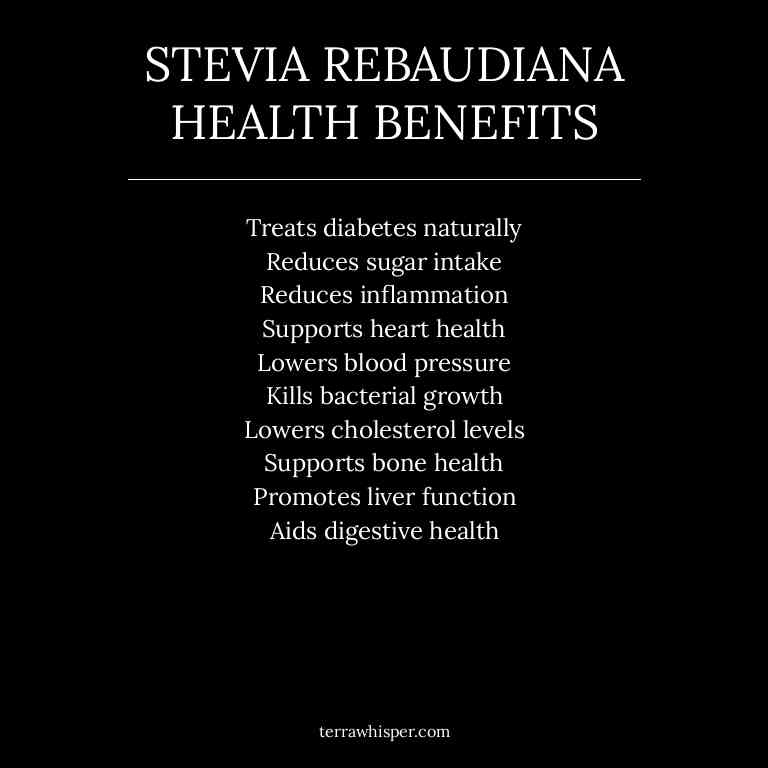 STEVIA REBAUDIANA
HEALTH BENEFITS
Treats diabetes naturally
Reduces sugar intake
Reduces inflammation
Supports heart health
Lowers blood pressure
Kills bacterial growth
Lowers cholesterol levels
Supports bone health
Promotes liver function
Aids digestive health
terrawhisper.com